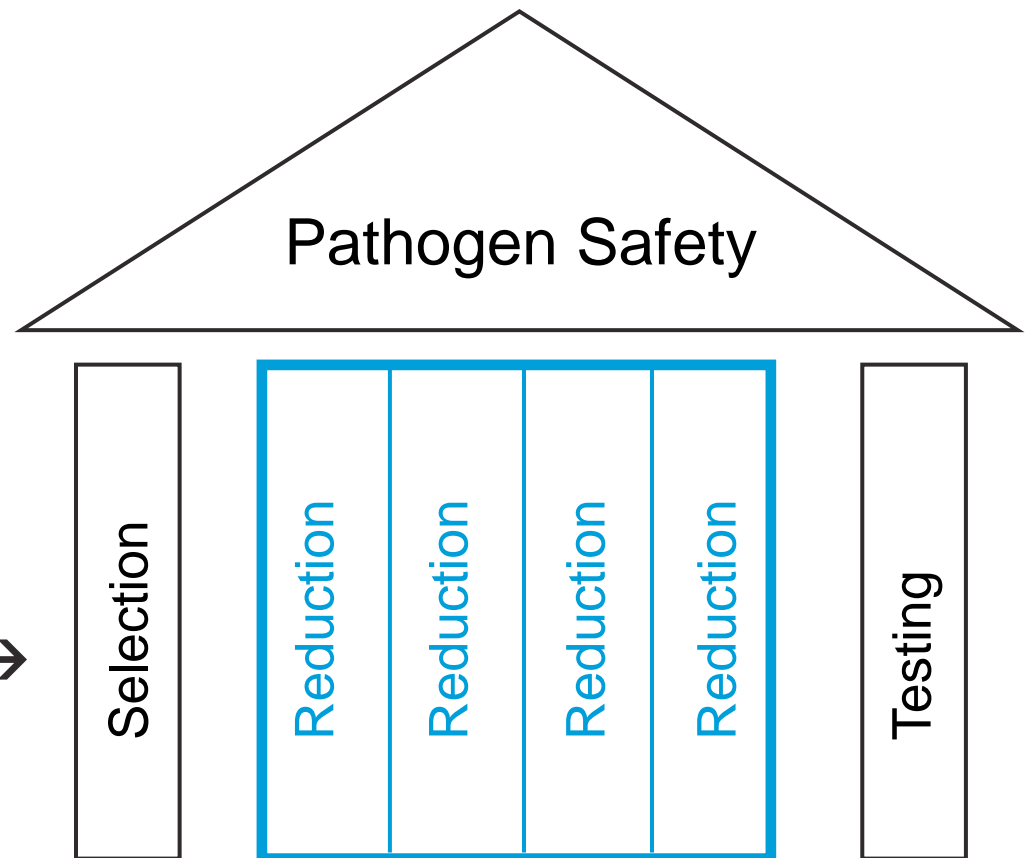 Pathogen Safety
Selection
Reduction
Reduction
Reduction
Reduction
Testing